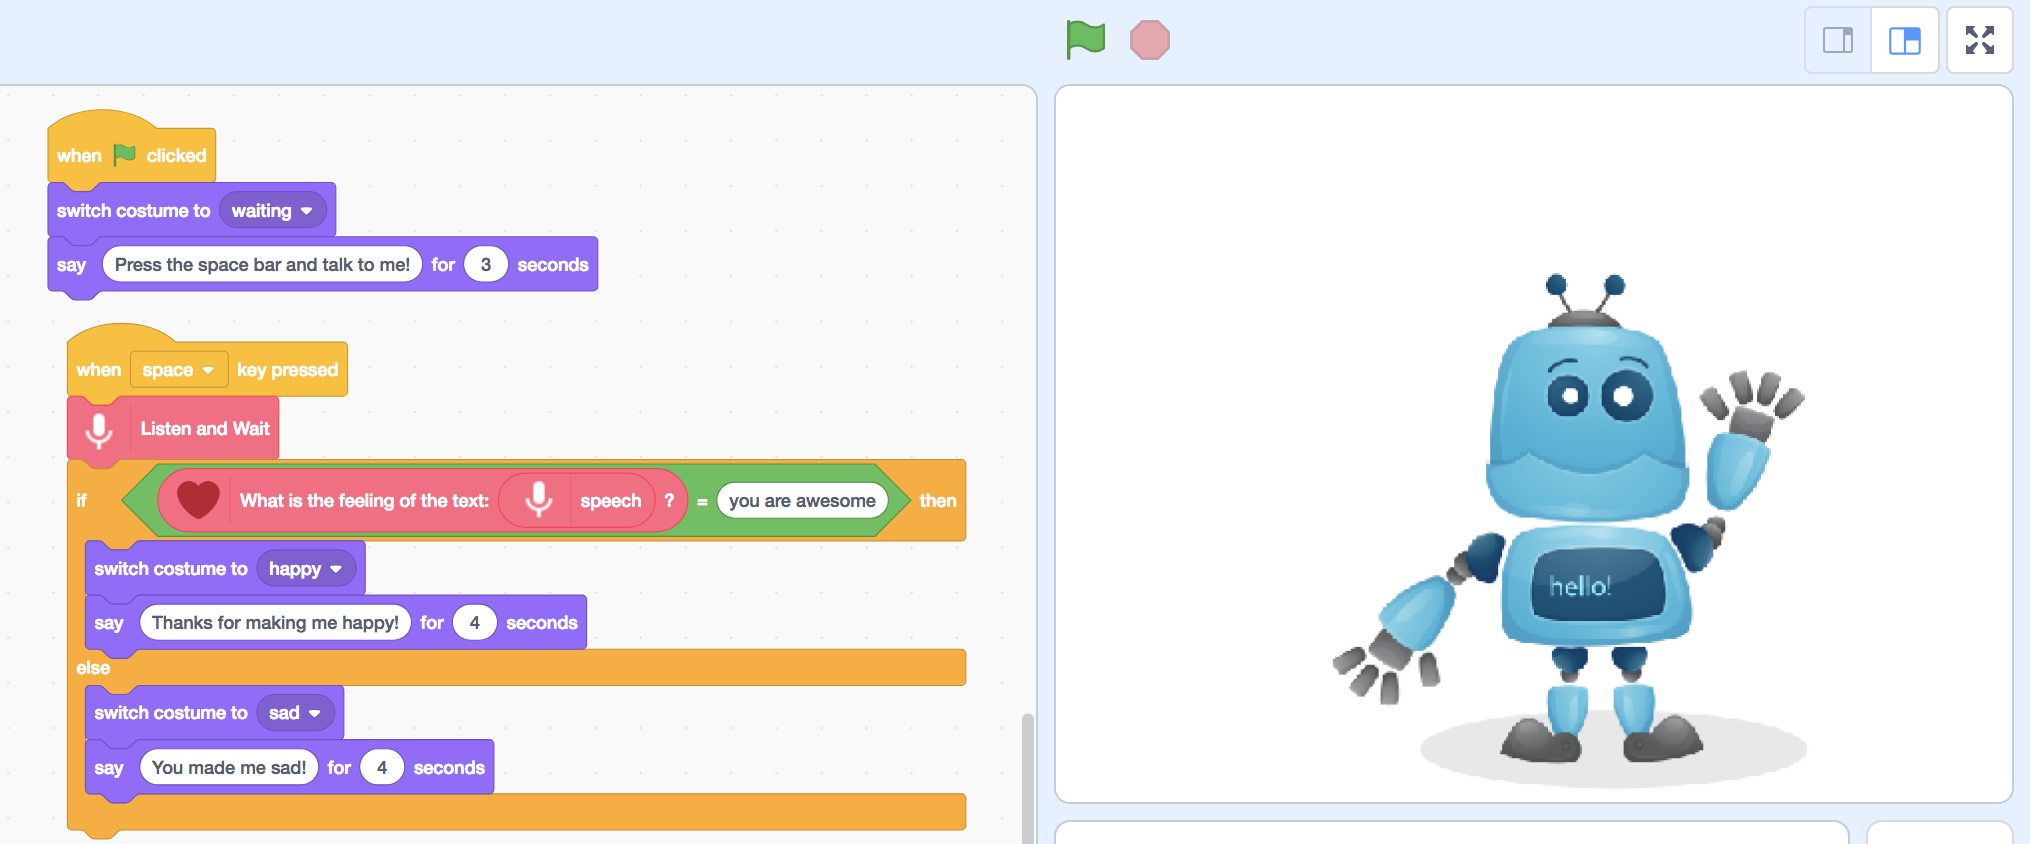 when clicked
switch costume to waiting
say Press the space bar and talk to me! for 3 seconds
when space key pressed
Listen and Wait
if What is the feeling of the text: speech ? = you are awesome then
switch costume to happy
say Thanks for making me happy! for 4 seconds
else
switch costume to sad
say You made me sad! for 4 seconds
hello!